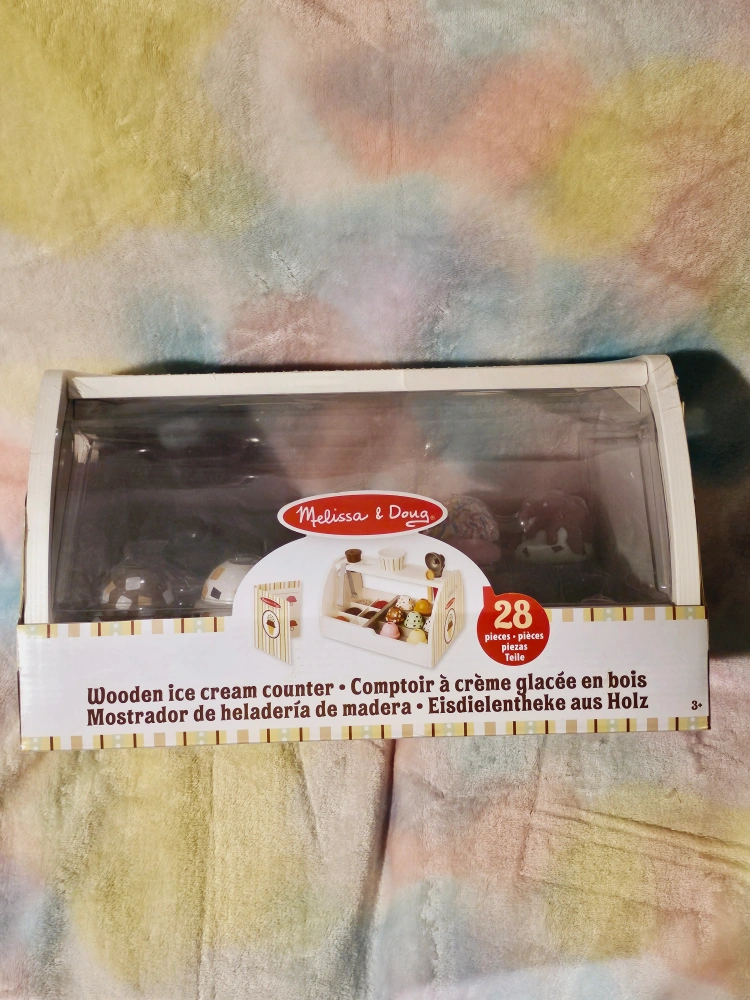 Melissa & Doug®
28
pieces • pièces
piezas
Teile
Wooden ice cream counter • Comptoir à crème glacée en bois
Mostrador de heladería de madera • Eisdielentheke aus Holz
3+